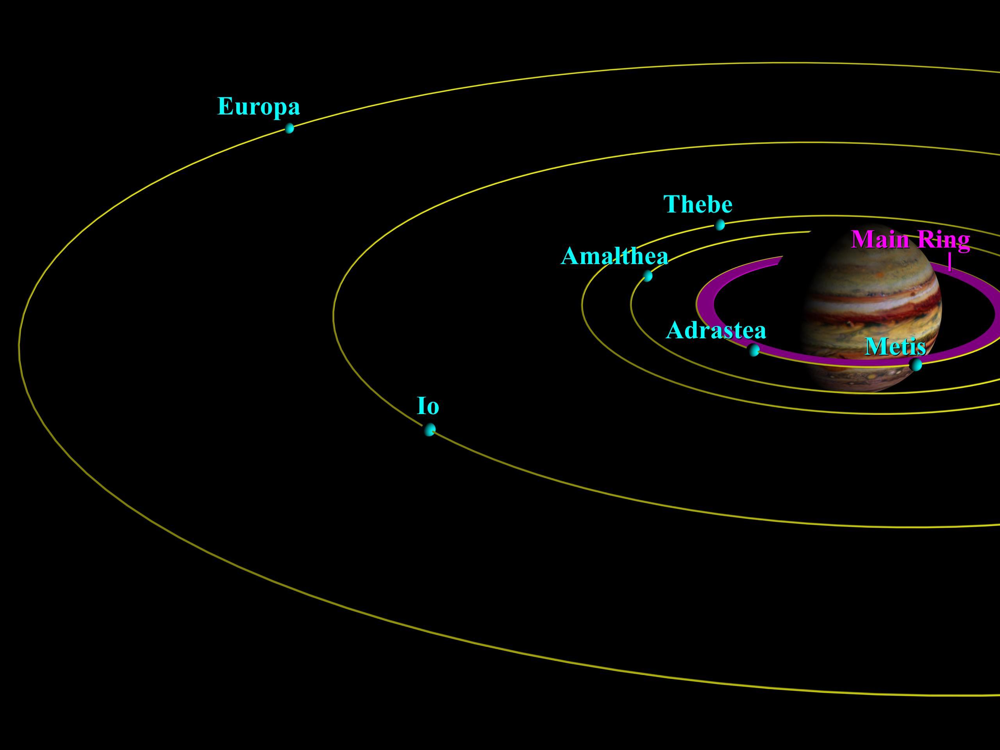 Europa
Thebe
Main Ring
Amalthea
Adrastea
Metis
Io